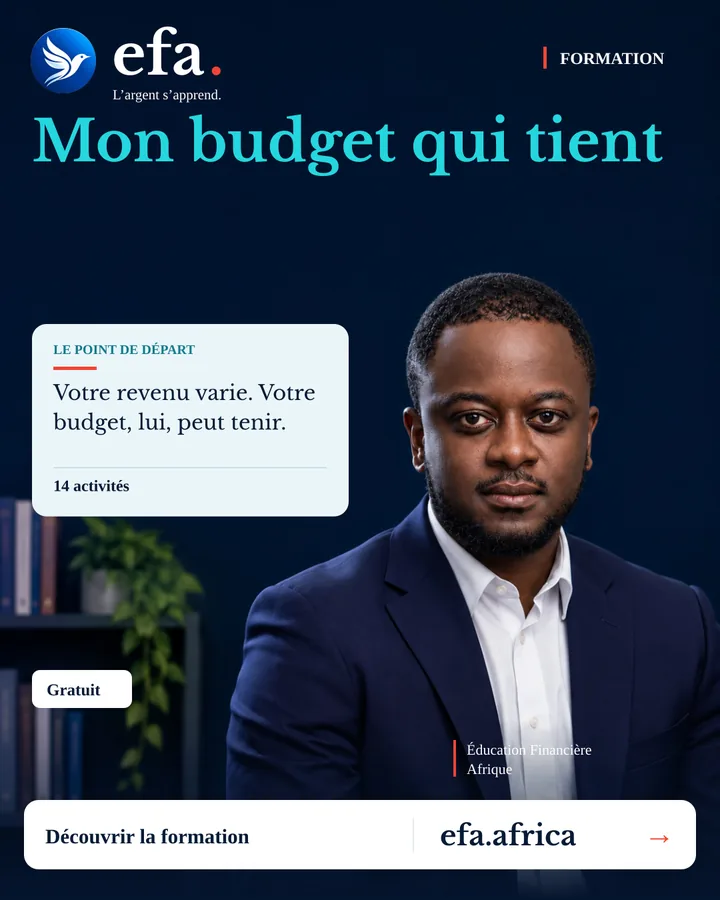 efa.
L’argent s’apprend.
FORMATION
Mon budget qui tient
LE POINT DE DÉPART
Votre revenu varie. Votre
budget, lui, peut tenir.
14 activités
Gratuit
Éducation Financière
Afrique
Découvrir la formation
efa.africa →